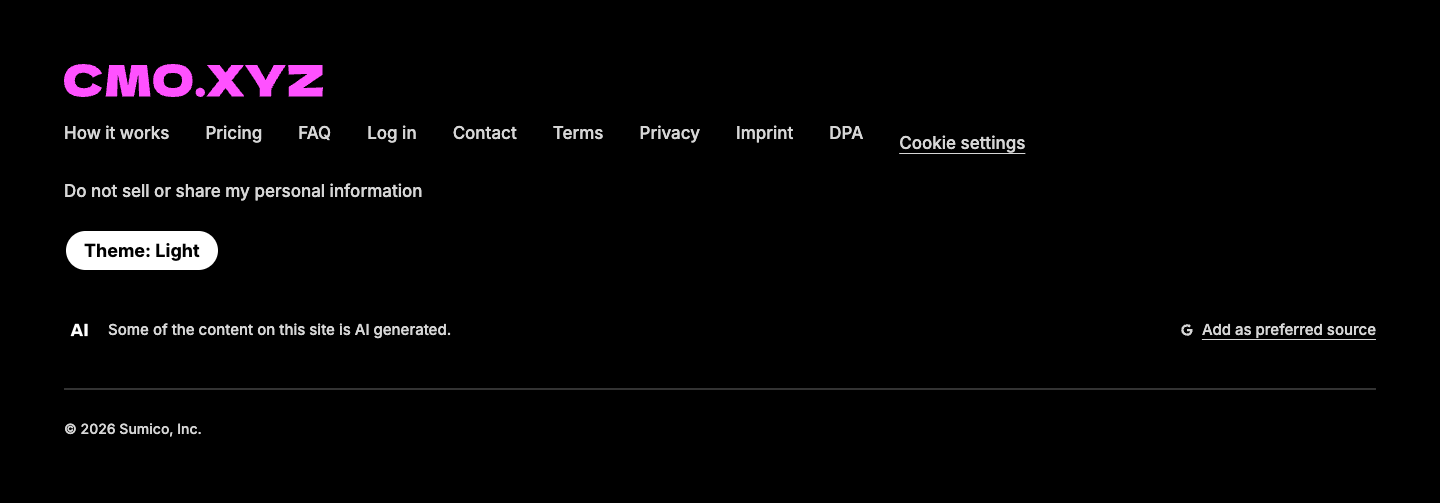 CMO.XYZ
How it works Pricing FAQ Log in Contact Terms Privacy Imprint DPA Cookie settings
Do not sell or share my personal information
Theme: Light
AI Some of the content on this site is AI generated.
G Add as preferred source
© 2026 Sumico, Inc.